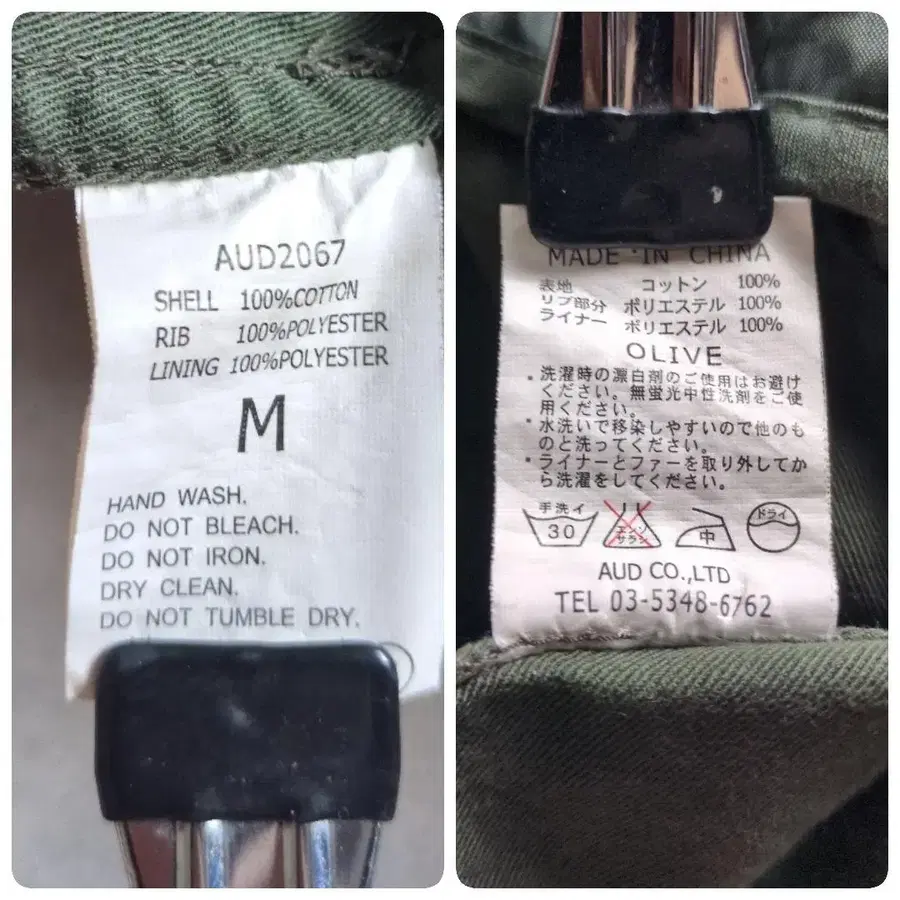 AUD2067
SHELL 100%COTTON
RIB 100%POLYESTER
LINING 100%POLYESTER
M
HAND WASH.
DO NOT BLEACH.
DO NOT IRON.
DRY CLEAN.
DO NOT TUMBLE DRY.
MADE IN CHINA
表地 コットン 100%
リブ部分 ポリエステル 100%
ライナー ポリエステル 100%
OLIVE
・洗濯時の漂白剤のご使用はお避け
ください。無蛍光中性洗剤をご使
用ください。
・水洗いで移染しやすいので他のも
のと洗ってください。
・ライナーとファーを取り外してか
ら洗濯をしてください。
手洗イ 30 エンソ サラシ 中 ドライ
AUD CO.,LTD
TEL 03-5348-6762